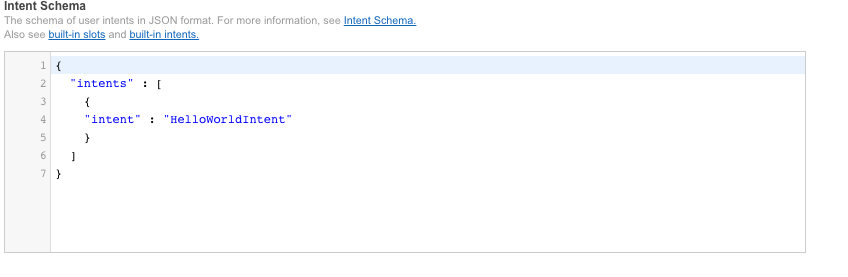 Intent Schema
The schema of user intents in JSON format. For more information, see Intent Schema.
Also see built-in slots and built-in intents.
1 {
2 "intents" : [
3 {
4 "intent" : "HelloWorldIntent"
5 }
6 ]
7 }